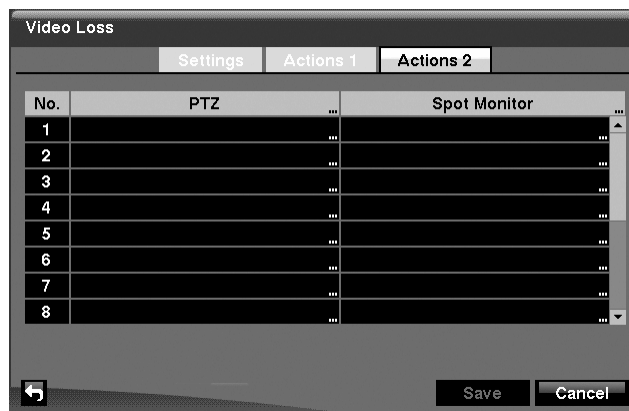 Video Loss
Settings Actions 1 Actions 2
No. PTZ ... Spot Monitor ...
1 ... ...
2 ... ...
3 ... ...
4 ... ...
5 ... ...
6 ... ...
7 ... ...
8 ... ...
Save Cancel